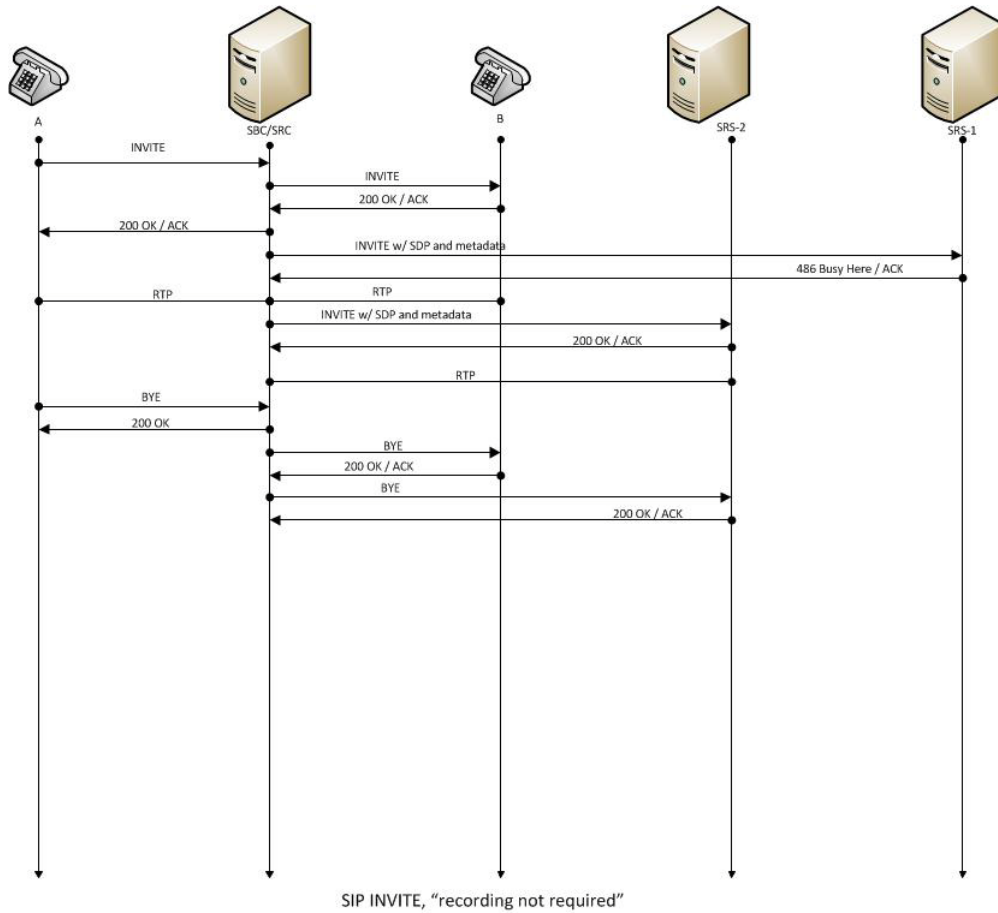 A
SBC/SRC
B
SRS-2
SRS-1
INVITE
INVITE
200 OK / ACK
200 OK / ACK
INVITE w/ SDP and metadata
486 Busy Here / ACK
RTP
RTP
INVITE w/ SDP and metadata
200 OK / ACK
RTP
BYE
200 OK
BYE
200 OK / ACK
BYE
200 OK / ACK
SIP INVITE, “recording not required”